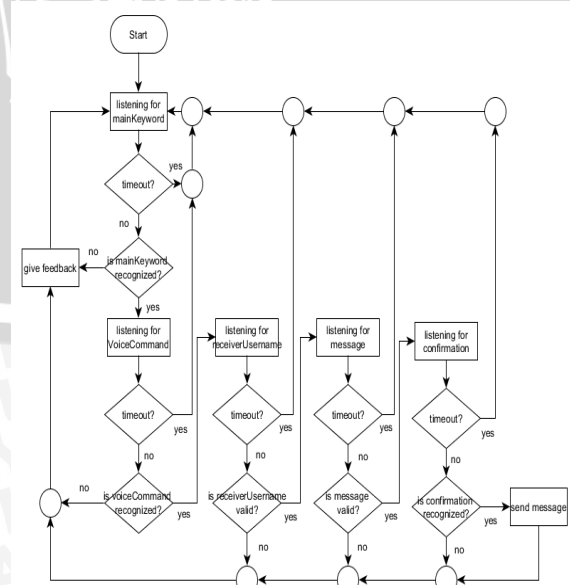 Start
listening for
mainKeyword
timeout?
yes
no
is mainKeyword
recognized?
no
give feedback
yes
listening for
VoiceCommand
timeout?
yes
no
is voiceCommand
recognized?
no
yes
listening for
receiverUsername
timeout?
yes
no
is receiverUsername
valid?
yes
no
listening for
message
timeout?
yes
no
is message
valid?
yes
no
listening for
confirmation
timeout?
yes
no
is confirmation
recognized?
yes
no
send message